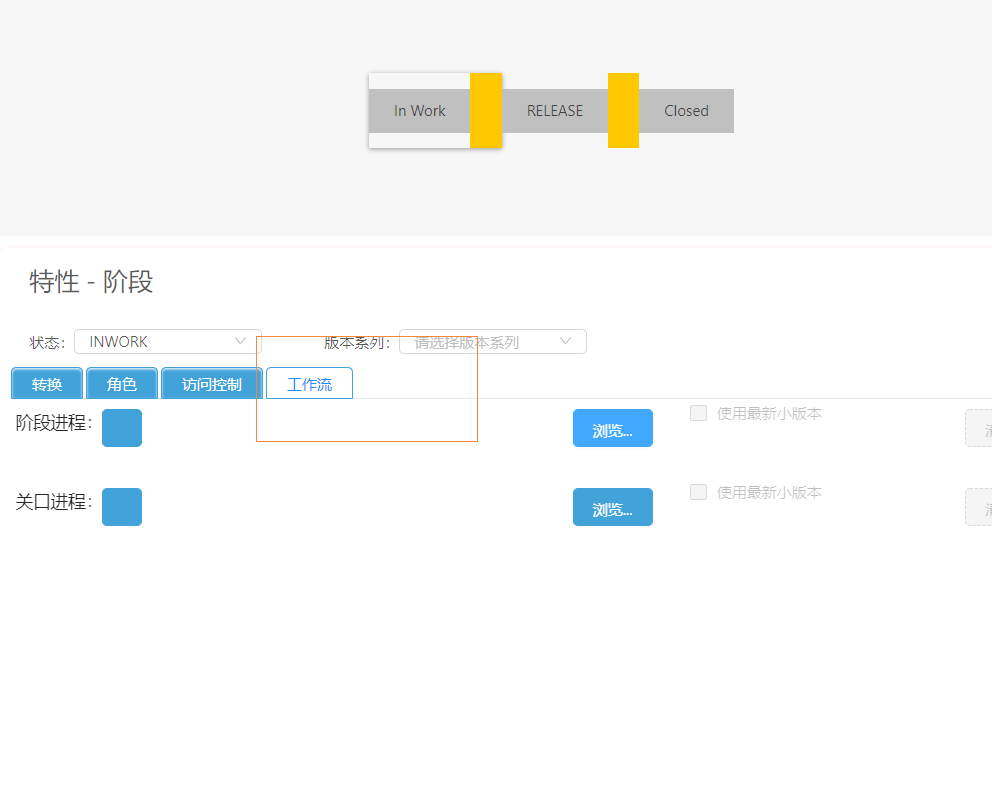 In Work RELEASE Closed
特性 - 阶段
状态: INWORK 版本系列: 请选择版本系列
转换 角色 访问控制 工作流
阶段进程: 浏览... 使用最新小版本
关口进程: 浏览... 使用最新小版本